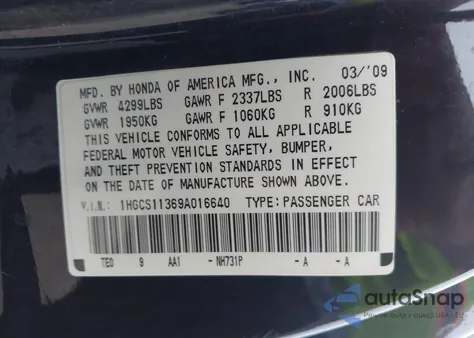 MFD. BY HONDA OF AMERICA MFG., INC. 03/'09
GVWR 4299LBS GAWR F 2337LBS R 2006LBS
GVWR 1950KG GAWR F 1060KG R 910KG
THIS VEHICLE CONFORMS TO ALL APPLICABLE
FEDERAL MOTOR VEHICLE SAFETY, BUMPER,
AND THEFT PREVENTION STANDARDS IN EFFECT
ON THE DATE OF MANUFACTURE SHOWN ABOVE.
V.I.N.: 1HGCS11369A016640 TYPE:PASSENGER CAR
TED 9 AA1 -NH731P -A -A
autoSnap